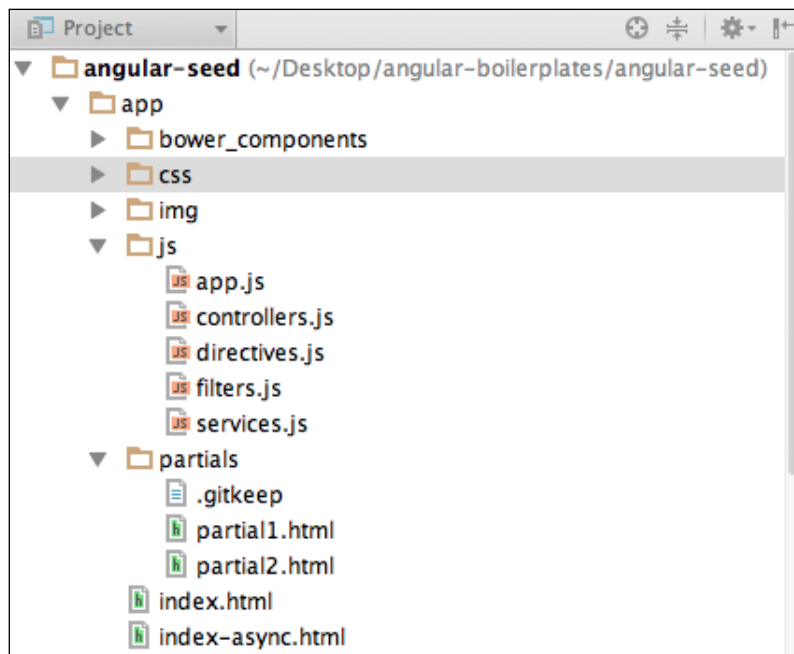 Project
angular-seed (~/Desktop/angular-boilerplates/angular-seed)
app
bower_components
css
img
js
JS app.js
JS controllers.js
JS directives.js
JS filters.js
JS services.js
partials
.gitkeep
h partial1.html
h partial2.html
h index.html
h index-async.html